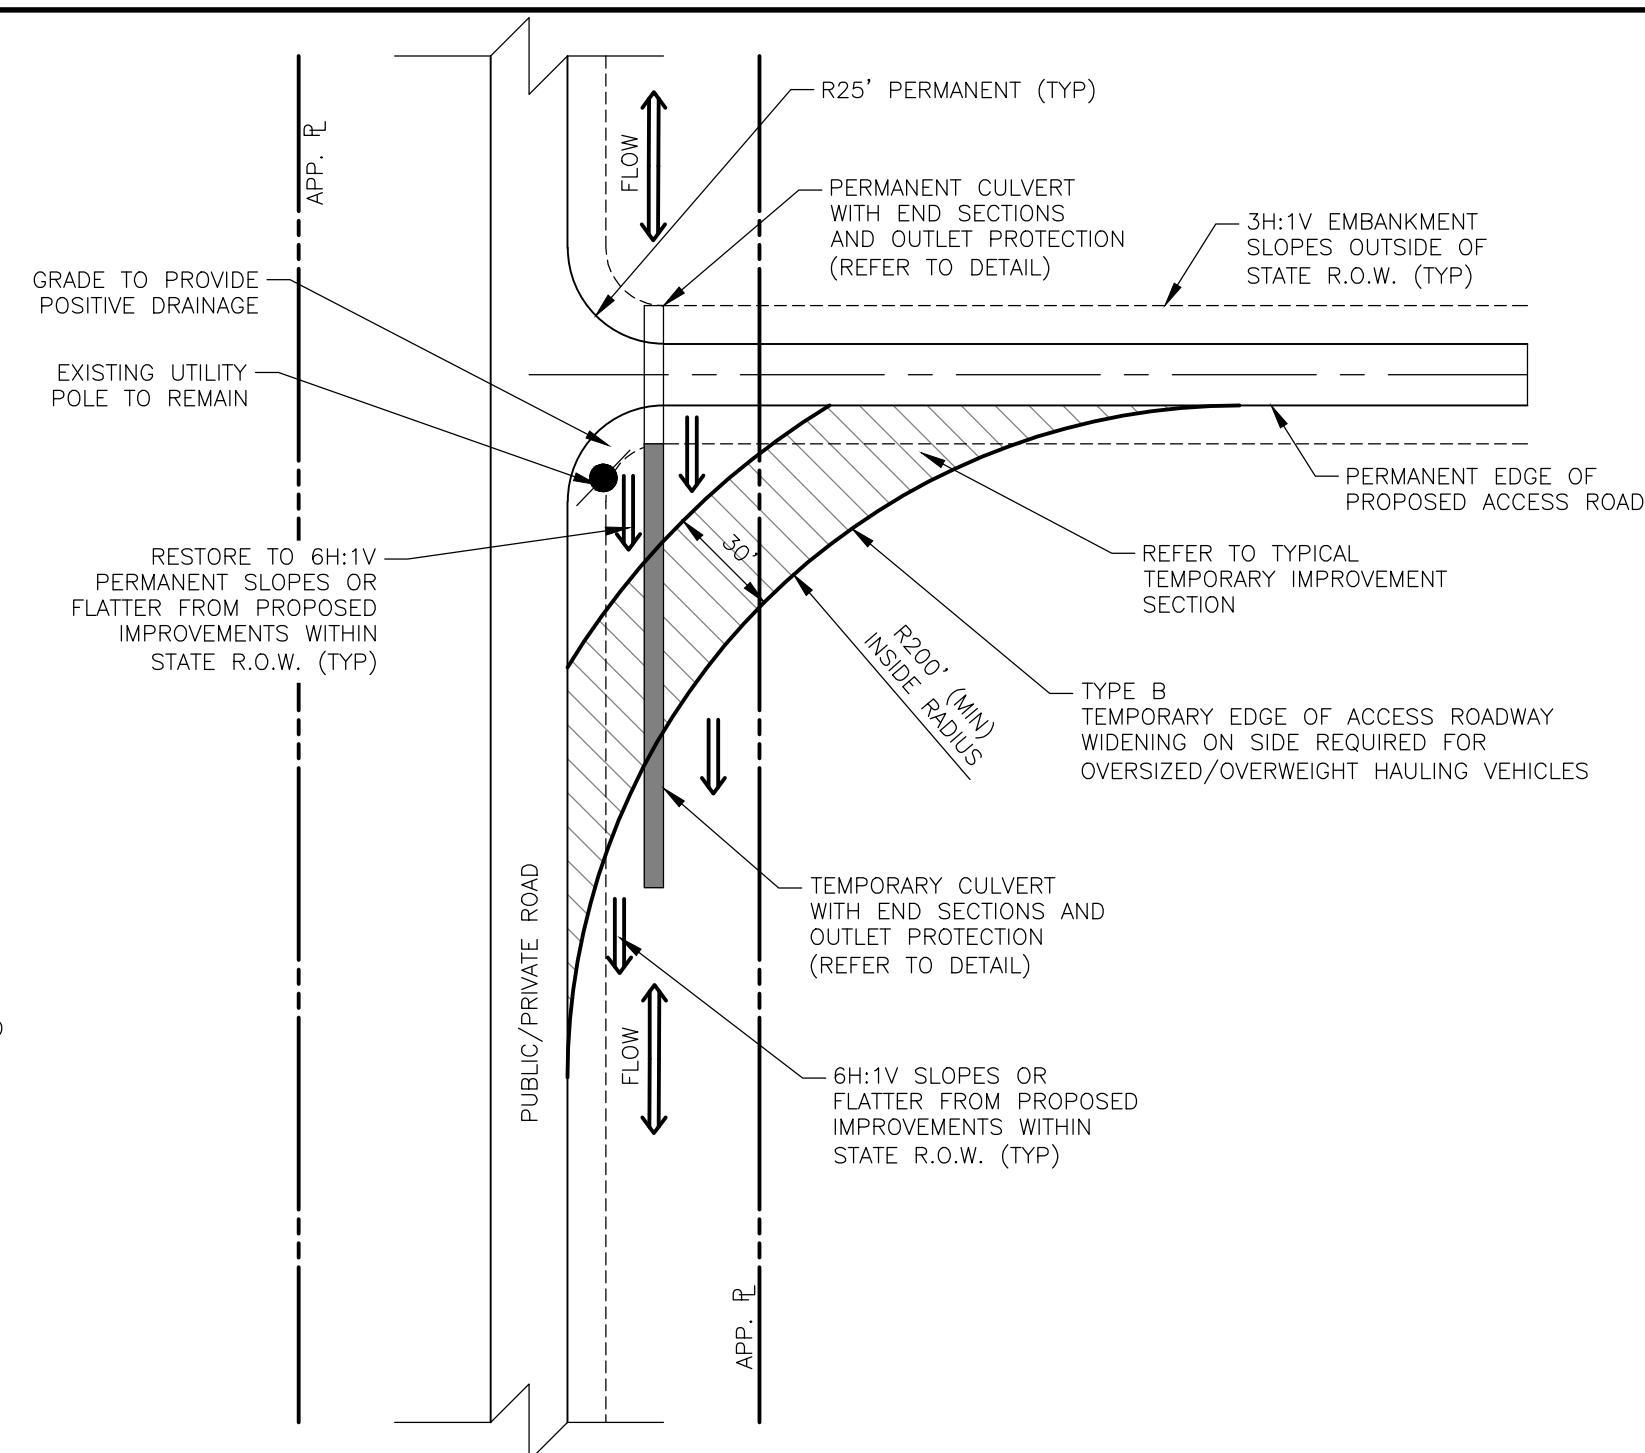 R25' PERMANENT (TYP)
APP. PL
FLOW
PERMANENT CULVERT
WITH END SECTIONS
AND OUTLET PROTECTION
(REFER TO DETAIL)
3H:1V EMBANKMENT
SLOPES OUTSIDE OF
STATE R.O.W. (TYP)
GRADE TO PROVIDE
POSITIVE DRAINAGE
EXISTING UTILITY
POLE TO REMAIN
PERMANENT EDGE OF
PROPOSED ACCESS ROAD
RESTORE TO 6H:1V
PERMANENT SLOPES OR
FLATTER FROM PROPOSED
IMPROVEMENTS WITHIN
STATE R.O.W. (TYP)
30'
REFER TO TYPICAL
TEMPORARY IMPROVEMENT
SECTION
R200' (MIN)
INSIDE RADIUS
TYPE B
TEMPORARY EDGE OF ACCESS ROADWAY
WIDENING ON SIDE REQUIRED FOR
OVERSIZED/OVERWEIGHT HAULING VEHICLES
TEMPORARY CULVERT
WITH END SECTIONS AND
OUTLET PROTECTION
(REFER TO DETAIL)
PUBLIC/PRIVATE ROAD
FLOW
6H:1V SLOPES OR
FLATTER FROM PROPOSED
IMPROVEMENTS WITHIN
STATE R.O.W. (TYP)
APP. PL